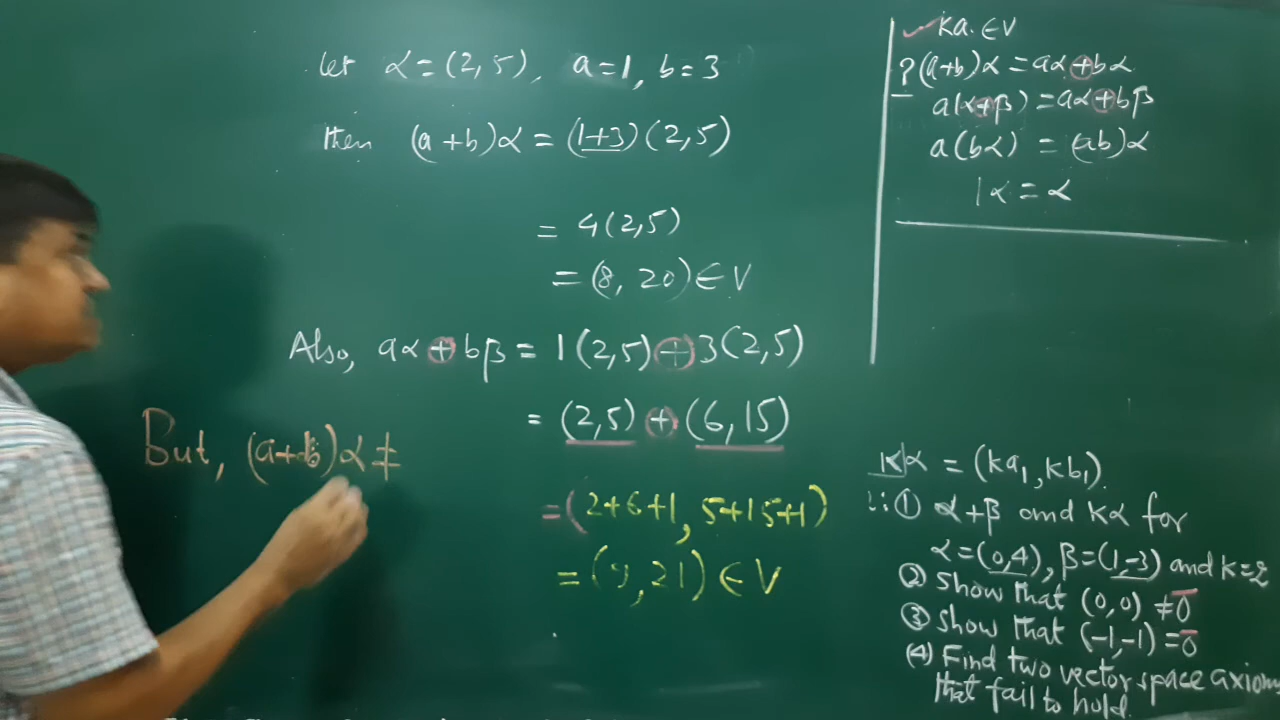 Let α = (2, 5), a = 1, b = 3
then (a + b)α = (1+3)(2,5)
= 4(2,5)
= (8, 20) ∈ V
Also, aα + bβ = 1(2,5) + 3(2,5)
= (2,5) + (6,15)
= (2+6+1, 5+15+1)
= (9, 21) ∈ V
But, (a+b)α ≠
✓ ka. ∈ V
? (a+b)α = aα + bα
a(α+β) = aα + bβ
a(bα) = (ab)α
1α = α
kα = (ka₁, kb₁).
① α+β and kα for
α = (0,4), β = (1,-3) and k = 2
② Show that (0,0) ≠ 0̄
③ Show that (-1,-1) = 0̄
(4) Find two vector space axiom
that fail to hold.